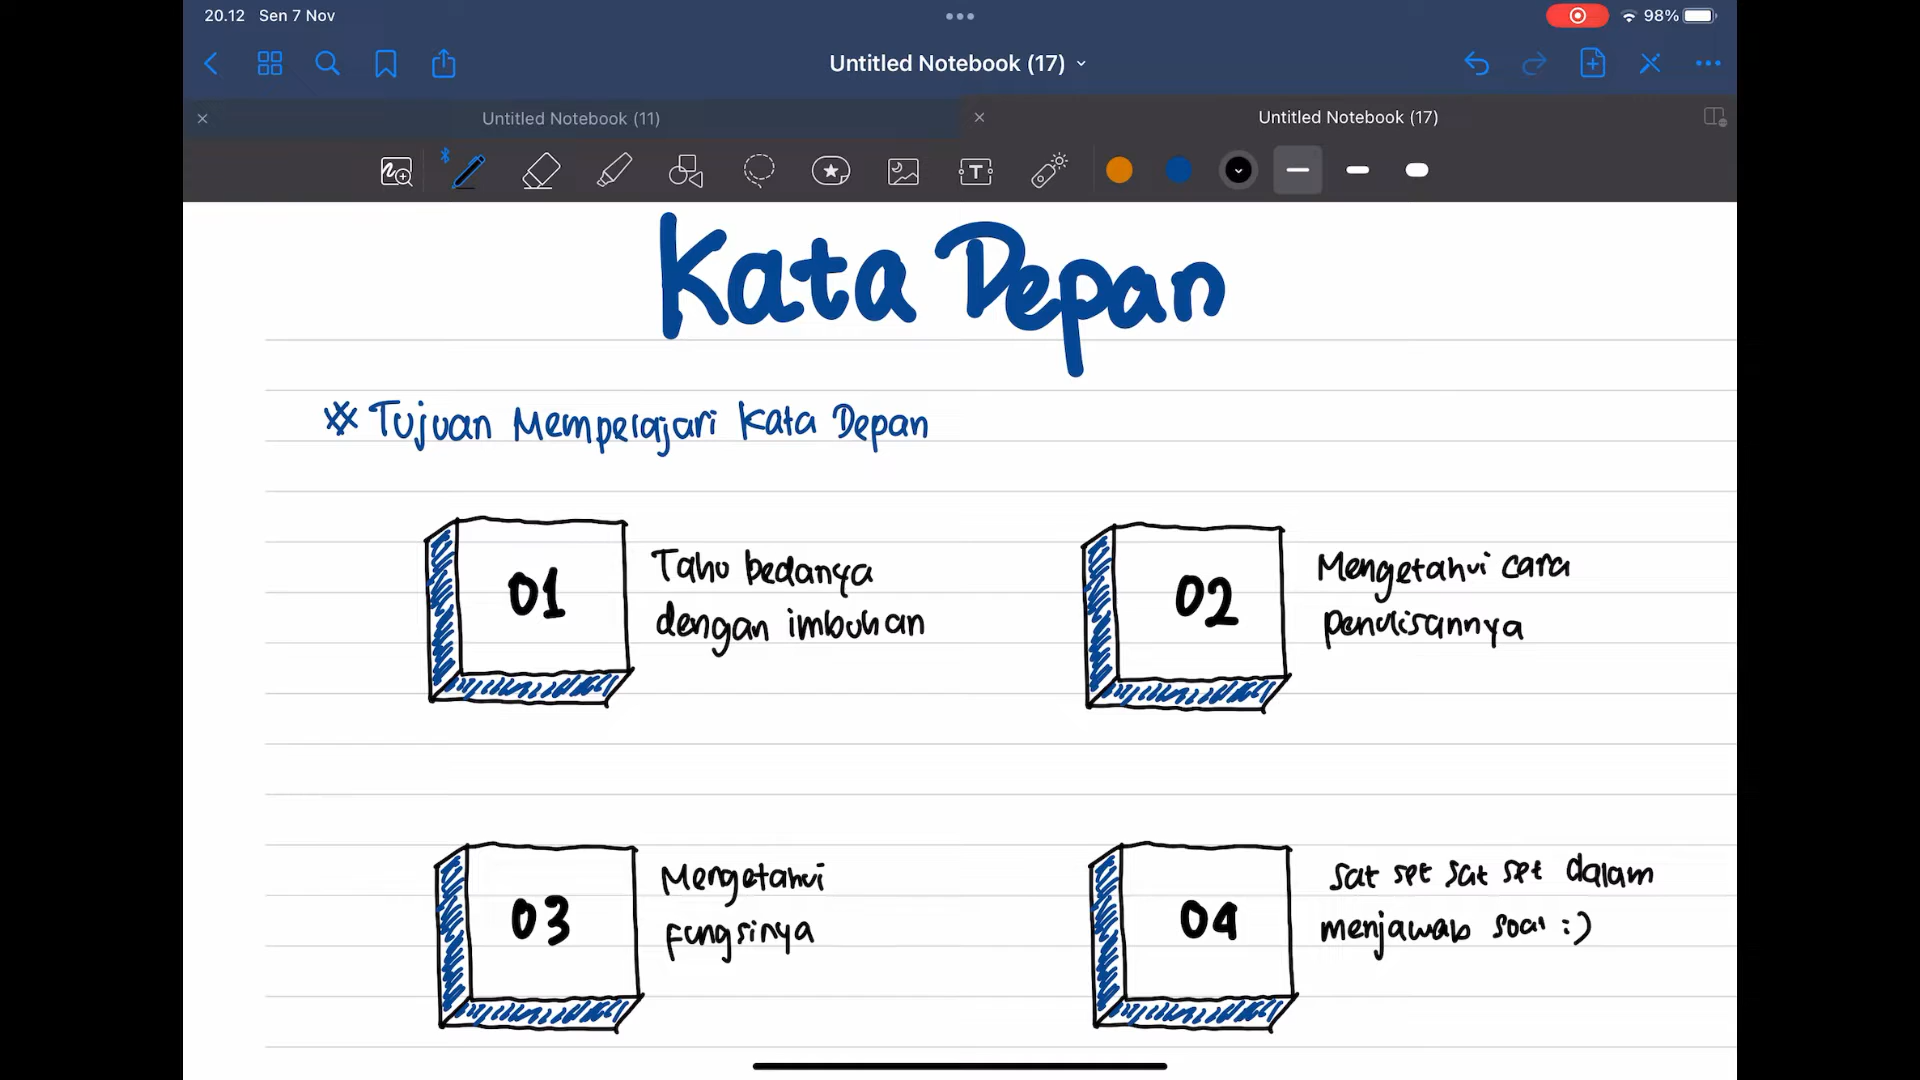 20.12 Sen 7 Nov
98%
Untitled Notebook (17)
Untitled Notebook (11)
Untitled Notebook (17)
T
Kata Depan
Tujuan Mempelajari Kata Depan
01
Tahu bedanya
dengan imbuhan
02
Mengetahui cara
penulisannya
03
Mengetahui
fungsinya
04
sat set sat set dalam
menjawab soal :)